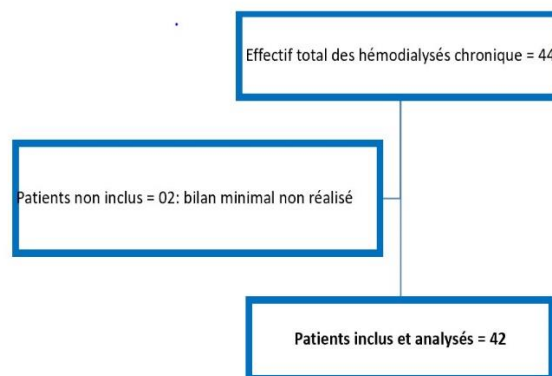 Effectif total des hémodialysés chronique = 44
Patients non inclus = 02: bilan minimal non réalisé
Patients inclus et analysés = 42